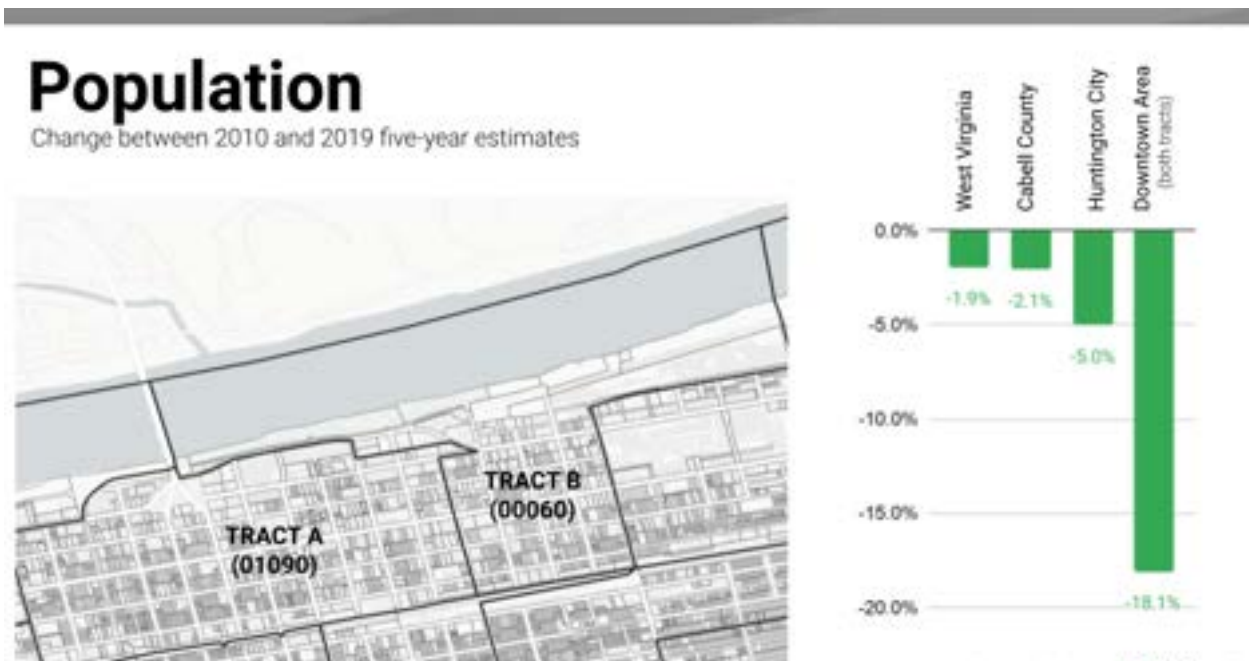 Population
Change between 2010 and 2019 five-year estimates
TRACT A
(01090)
TRACT B
(00060)
West Virginia
Cabell County
Huntington City
Downtown Area
(both tracts)
0.0%
-5.0%
-10.0%
-15.0%
-20.0%
-1.9%
-2.1%
-5.0%
-18.1%